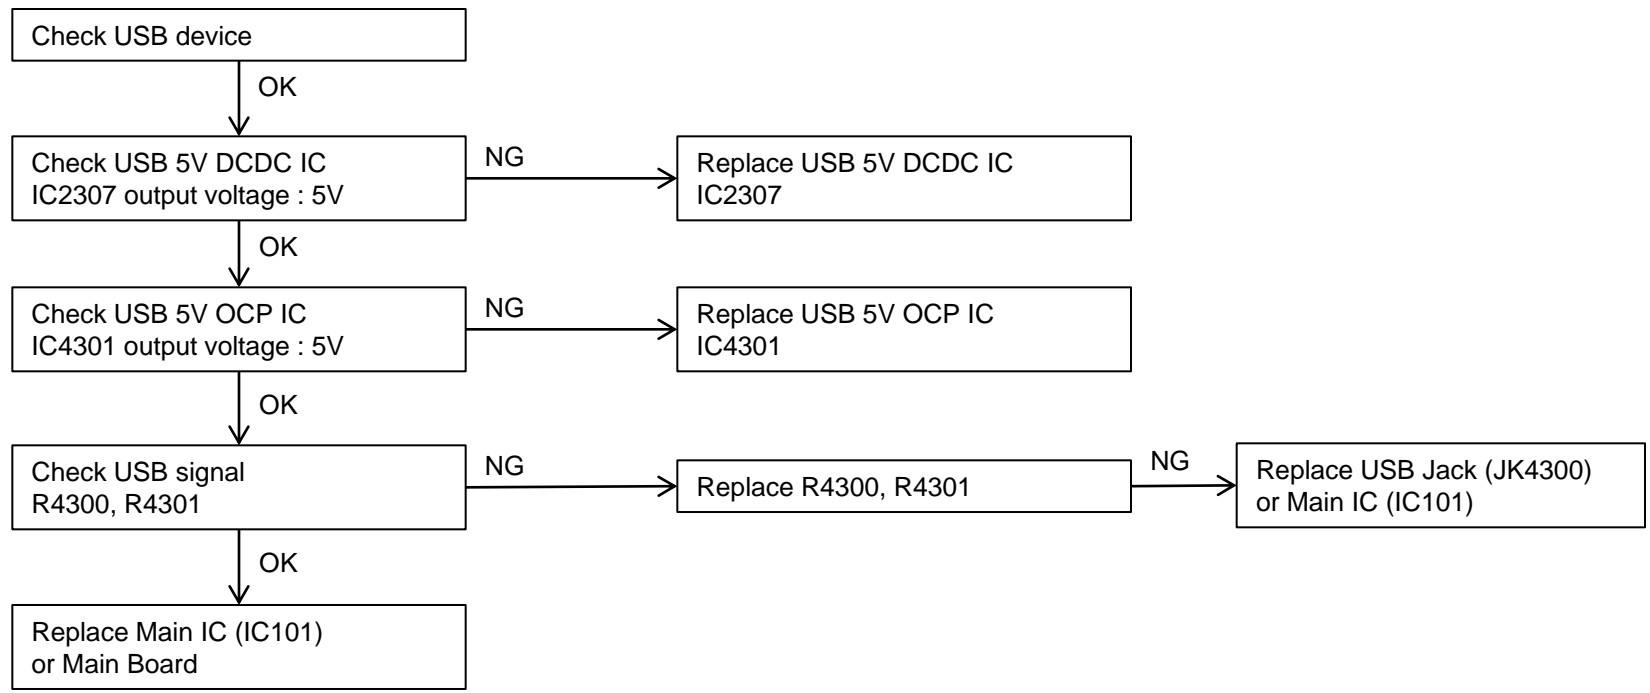 Check USB device
OK
Check USB 5V DCDC IC
IC2307 output voltage : 5V
NG
Replace USB 5V DCDC IC
IC2307
OK
Check USB 5V OCP IC
IC4301 output voltage : 5V
NG
Replace USB 5V OCP IC
IC4301
OK
Check USB signal
R4300, R4301
NG
Replace R4300, R4301
NG
Replace USB Jack (JK4300)
or Main IC (IC101)
OK
Replace Main IC (IC101)
or Main Board